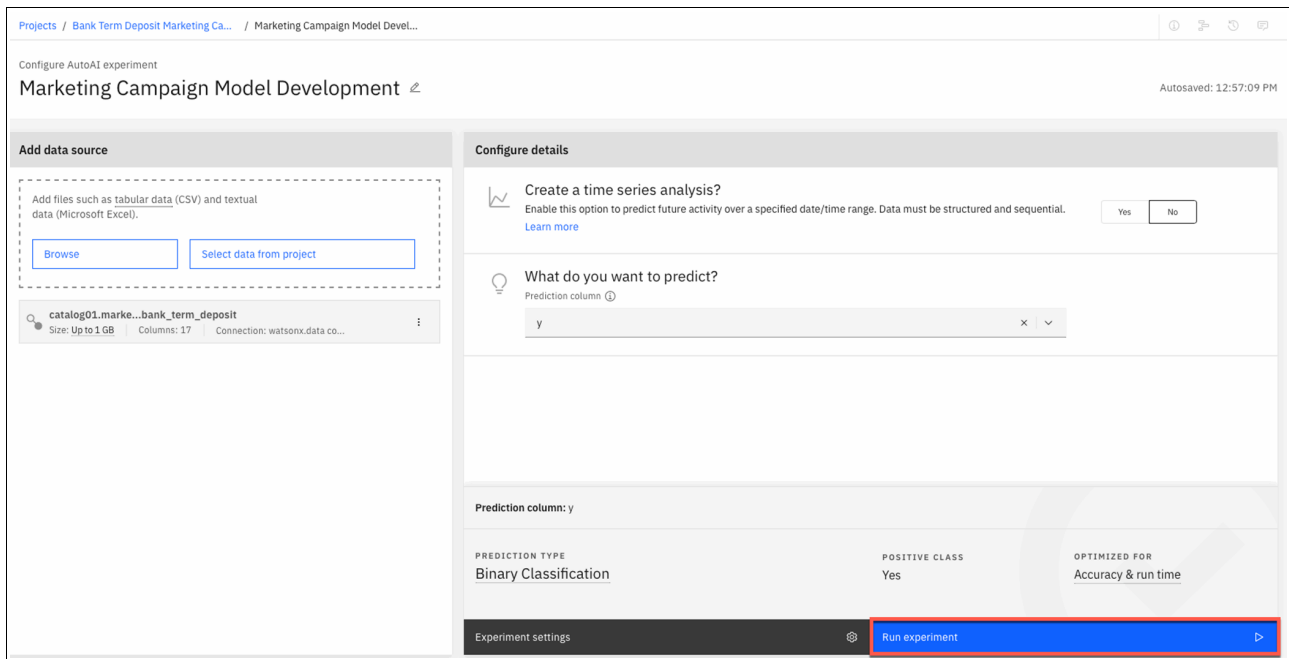 Projects / Bank Term Deposit Marketing Ca... / Marketing Campaign Model Devel...
Configure AutoAI experiment
Marketing Campaign Model Development
Autosaved: 12:57:09 PM
Add data source
Add files such as tabular data (CSV) and textual
data (Microsoft Excel).
Browse
Select data from project
catalog01.marke...bank_term_deposit
Size: Up to 1 GB Columns: 17 Connection: watsonx.data co...
Configure details
Create a time series analysis?
Enable this option to predict future activity over a specified date/time range. Data must be structured and sequential.
Learn more
Yes No
What do you want to predict?
Prediction column
y
Prediction column: y
PREDICTION TYPE
Binary Classification
POSITIVE CLASS
Yes
OPTIMIZED FOR
Accuracy & run time
Experiment settings
Run experiment